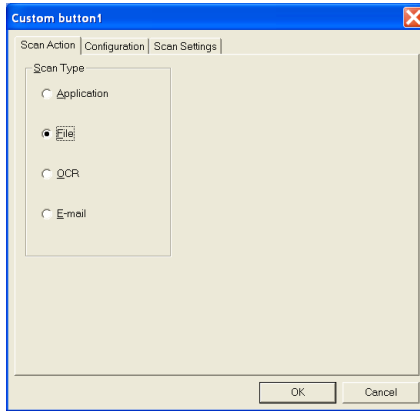 Custom button1
Scan Action Configuration Scan Settings
Scan Type
Application
File
OCR
E-mail
OK Cancel